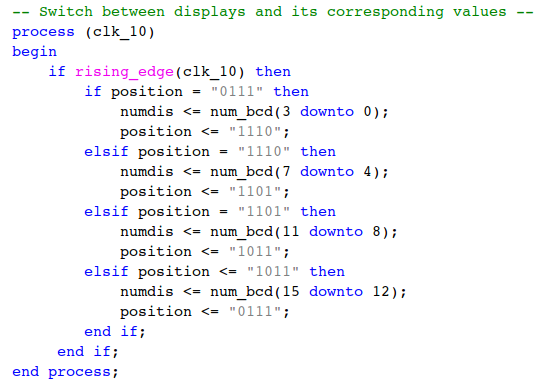 -- Switch between displays and its corresponding values --
process (clk_10)
begin
    if rising_edge(clk_10) then
        if position = "0111" then
            numdis <= num_bcd(3 downto 0);
            position <= "1110";
        elsif position = "1110" then
            numdis <= num_bcd(7 downto 4);
            position <= "1101";
        elsif position = "1101" then
            numdis <= num_bcd(11 downto 8);
            position <= "1011";
        elsif position <= "1011" then
            numdis <= num_bcd(15 downto 12);
            position <= "0111";
        end if;
     end if;
end process;